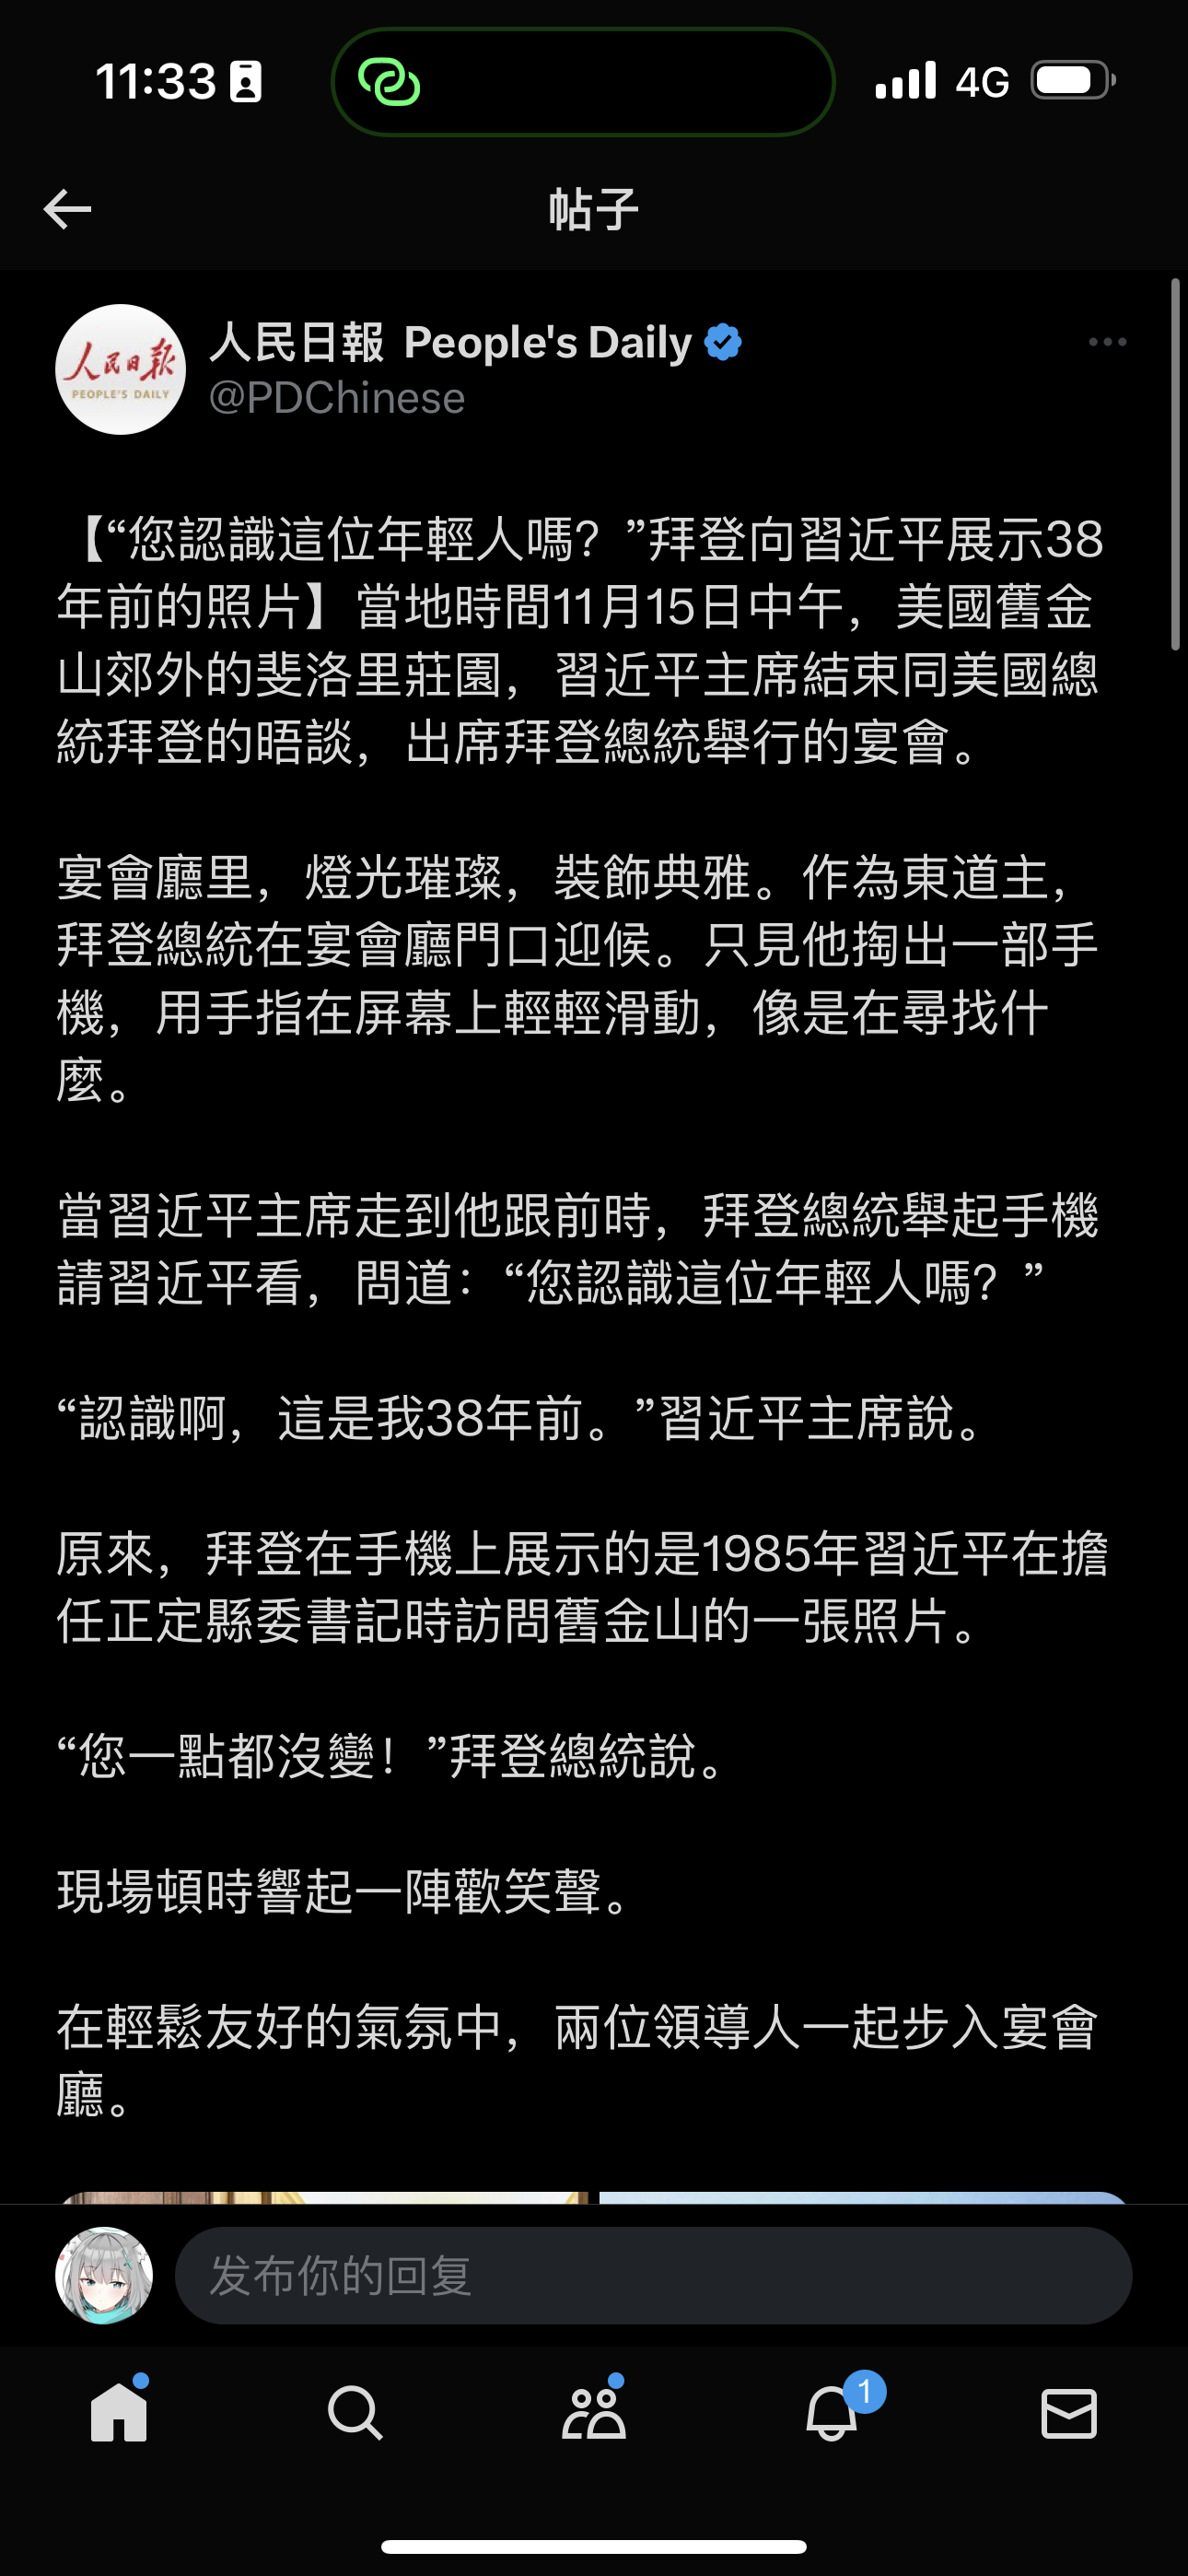 11:33
4G
帖子
人民日报
PEOPLE'S DAILY
人民日報 People's Daily
@PDChinese
【“您認識這位年輕人嗎？”拜登向習近平展示38
年前的照片】當地時間11月15日中午，美國舊金
山郊外的斐洛里莊園，習近平主席結束同美國總
統拜登的晤談，出席拜登總統舉行的宴會。
宴會廳里，燈光璀璨，裝飾典雅。作為東道主，
拜登總統在宴會廳門口迎候。只見他掏出一部手
機，用手指在屏幕上輕輕滑動，像是在尋找什
麼。
當習近平主席走到他跟前時，拜登總統舉起手機
請習近平看，問道：“您認識這位年輕人嗎？”
“認識啊，這是我38年前。”習近平主席說。
原來，拜登在手機上展示的是1985年習近平在擔
任正定縣委書記時訪問舊金山的一張照片。
“您一點都沒變！”拜登總統說。
現場頓時響起一陣歡笑聲。
在輕鬆友好的氣氛中，兩位領導人一起步入宴會
廳。
发布你的回复
1